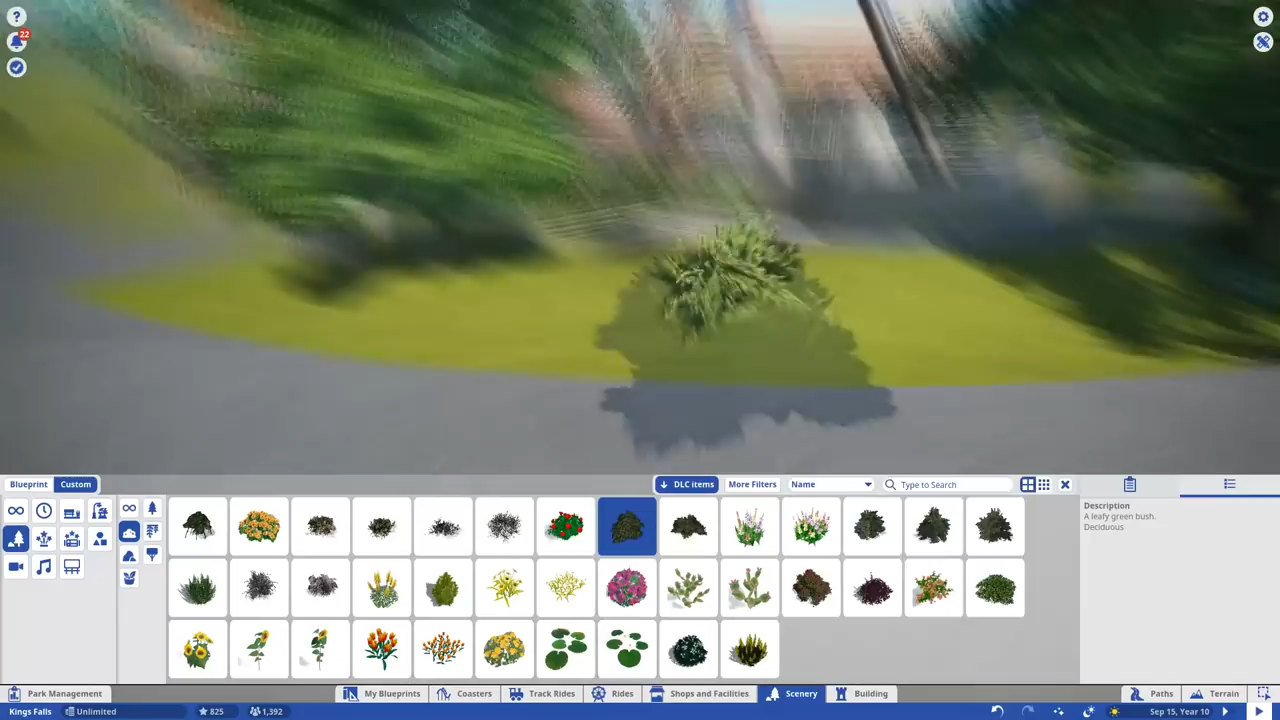 ?
22
Blueprint Custom
DLC items More Filters Name Type to Search
Description
A leafy green bush.
Deciduous
Park Management My Blueprints Coasters Track Rides Rides Shops and Facilities Scenery Building Paths Terrain
Kings Falls Unlimited 825 1,392 Sep 15, Year 10